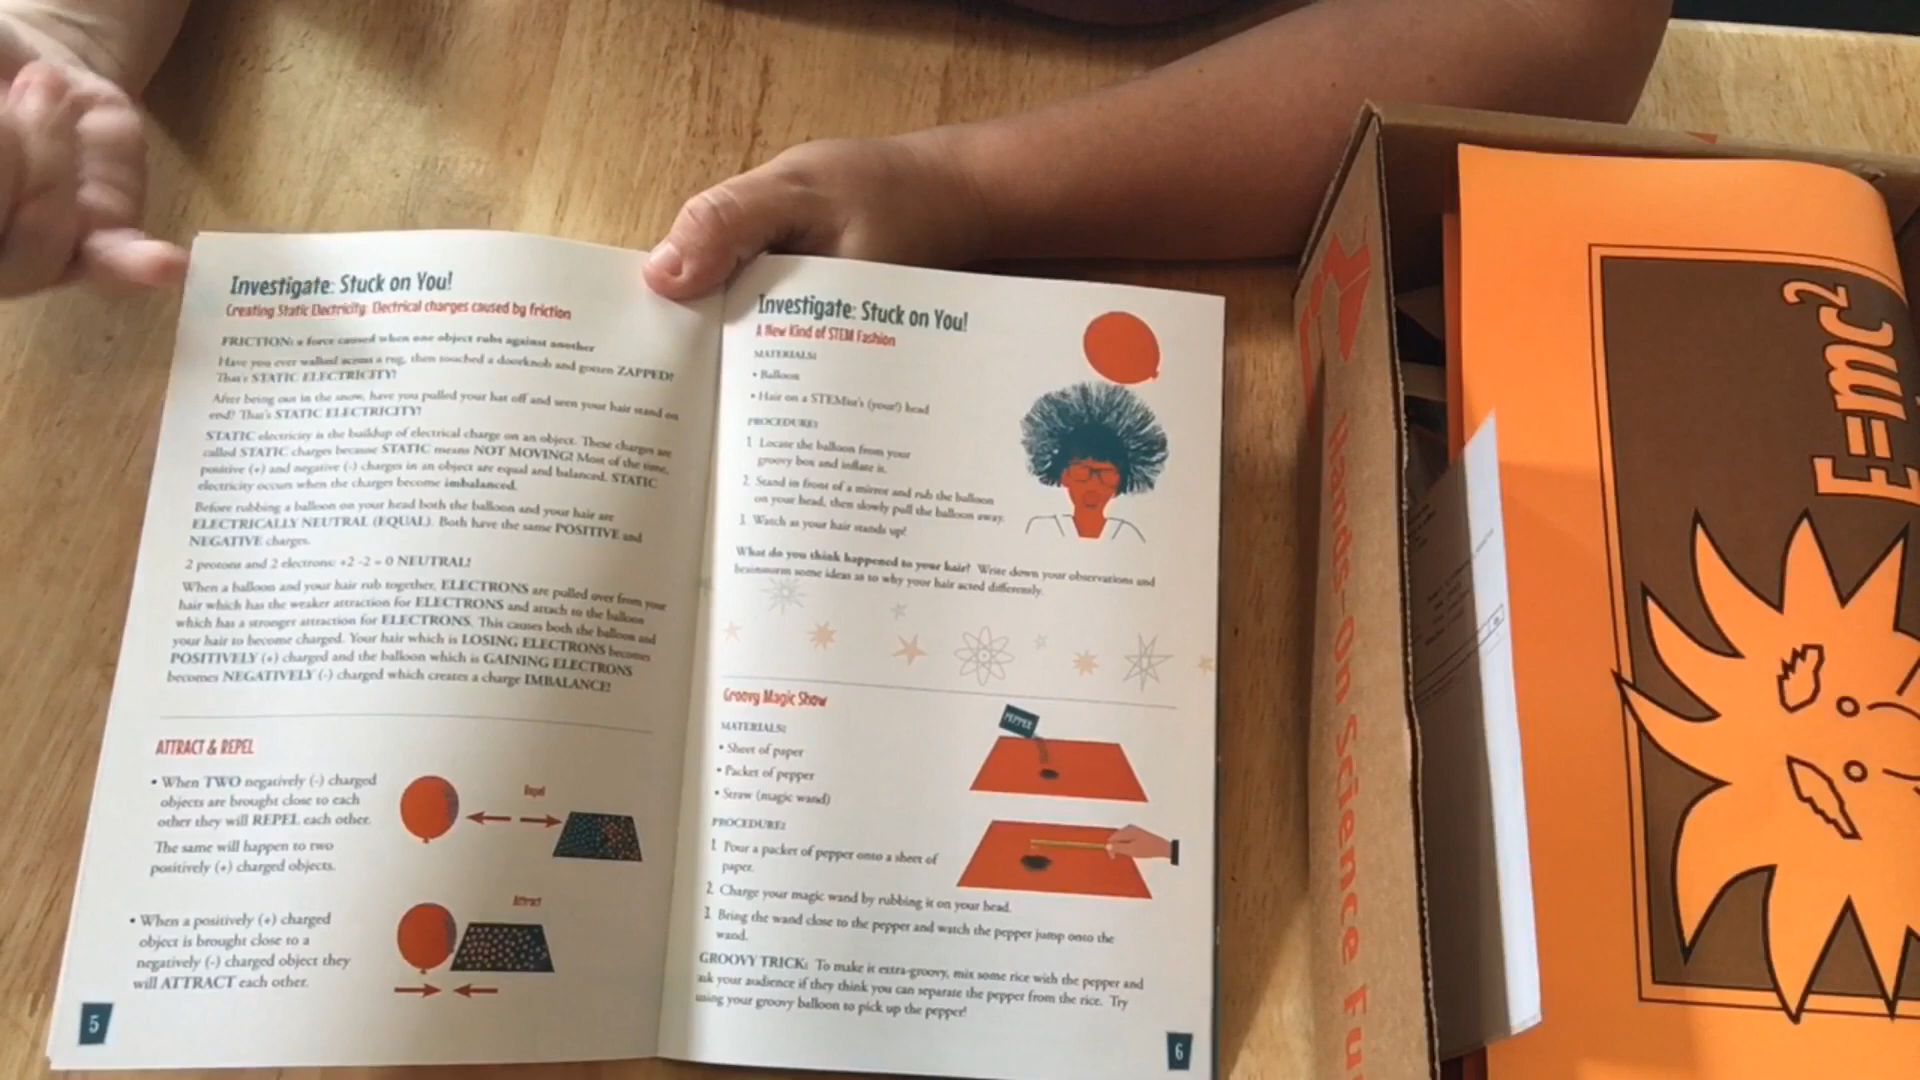 Investigate: Stuck on You!
Creating Static Electricity: Electrical charges caused by friction
FRICTION: a force caused when one object rubs against another
Have you ever walked across a rug, then touched a doorknob and gotten ZAPPED?
That's STATIC ELECTRICITY!
After being out in the snow, have you pulled your hat off and seen your hair stand on
end? That's STATIC ELECTRICITY!
STATIC electricity is the buildup of electrical charge on an object. These charges are
called STATIC charges because STATIC means NOT MOVING! Most of the time,
positive (+) and negative (-) charges in an object are equal and balanced. STATIC
electricity occurs when the charges become imbalanced.
Before rubbing a balloon on your head both the balloon and your hair are
ELECTRICALLY NEUTRAL (EQUAL). Both have the same POSITIVE and
NEGATIVE charges.
2 protons and 2 electrons: +2 -2 = 0 NEUTRAL!
When a balloon and your hair rub together, ELECTRONS are pulled over from your
hair which has the weaker attraction for ELECTRONS and attach to the balloon
which has a stronger attraction for ELECTRONS. This causes both the balloon and
your hair to become charged. Your hair which is LOSING ELECTRONS becomes
POSITIVELY (+) charged and the balloon which is GAINING ELECTRONS
becomes NEGATIVELY (-) charged which creates a charge IMBALANCE!
ATTRACT & REPEL
• When TWO negatively (-) charged
objects are brought close to each
other they will REPEL each other.
The same will happen to two
positively (+) charged objects.
Repel
• When a positively (+) charged
object is brought close to a
negatively (-) charged object they
will ATTRACT each other.
Attract
5
Investigate: Stuck on You!
A New Kind of STEM Fashion
MATERIALS:
• Balloon
• Hair on a STEMist's (your!) head
PROCEDURE:
1. Locate the balloon from your
groovy box and inflate it.
2. Stand in front of a mirror and rub the balloon
on your head, then slowly pull the balloon away.
3. Watch as your hair stands up!
What do you think happened to your hair? Write down your observations and
brainstorm some ideas as to why your hair acted differently.
Groovy Magic Show
MATERIALS:
• Sheet of paper
• Packet of pepper
• Straw (magic wand)
PEPPER
PROCEDURE:
1. Pour a packet of pepper onto a sheet of
paper.
2. Charge your magic wand by rubbing it on your head.
3. Bring the wand close to the pepper and watch the pepper jump onto the
wand.
GROOVY TRICK: To make it extra-groovy, mix some rice with the pepper and
ask your audience if they think you can separate the pepper from the rice. Try
using your groovy balloon to pick up the pepper!
6
Hands-on Science Fu
E=mc2